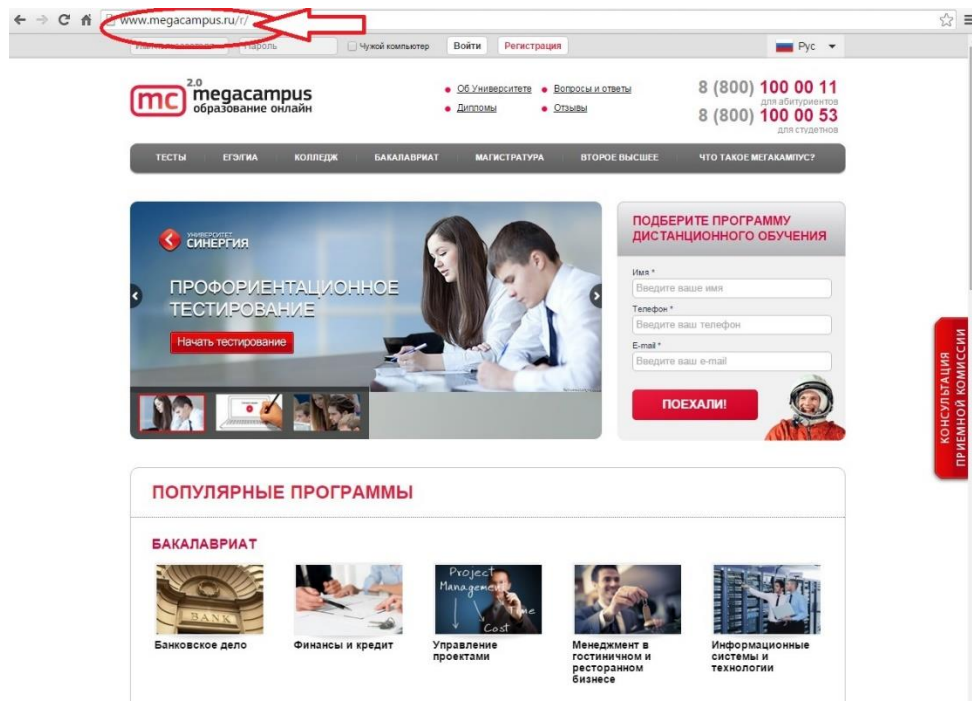 www.megacampus.ru/r/
Пароль
Чужой компьютер
Войти
Регистрация
Рус
mc
2.0
megacampus
образование онлайн
Об Университете
Вопросы и ответы
Дипломы
Отзывы
8 (800) 100 00 11
для абитуриентов
8 (800) 100 00 53
для студетнов
ТЕСТЫ
ЕГЭ/ГИА
КОЛЛЕДЖ
БАКАЛАВРИАТ
МАГИСТРАТУРА
ВТОРОЕ ВЫСШЕЕ
ЧТО ТАКОЕ МЕГАКАМПУС?
УНИВЕРСИТЕТ
СИНЕРГИЯ
ПРОФОРИЕНТАЦИОННОЕ
ТЕСТИРОВАНИЕ
Начать тестирование
ПОДБЕРИТЕ ПРОГРАММУ
ДИСТАНЦИОННОГО ОБУЧЕНИЯ
Имя *
Введите ваше имя
Телефон *
Введите ваш телефон
E-mail *
Введите ваш e-mail
ПОЕХАЛИ!
КОНСУЛЬТАЦИЯ
ПРИЕМНОЙ КОМИССИИ
ПОПУЛЯРНЫЕ ПРОГРАММЫ
БАКАЛАВРИАТ
BANK
Project
Management
Time
Cost
Банковское дело
Финансы и кредит
Управление
проектами
Менеджмент в
гостиничном и
ресторанном
бизнесе
Информационные
системы и
технологии